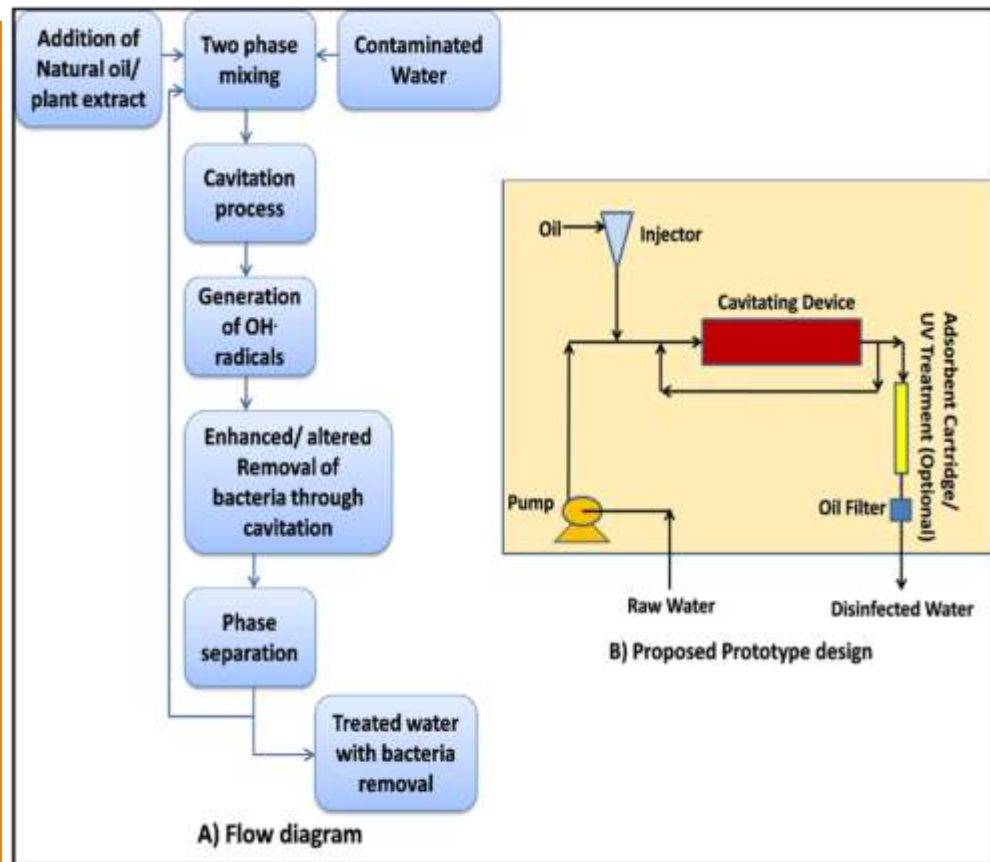 Addition of
Natural oil/
plant extract
Two phase
mixing
Contaminated
Water
Cavitation
process
Generation
of OH·
radicals
Enhanced/ altered
Removal of
bacteria through
cavitation
Phase
separation
Treated water
with bacteria
removal
A) Flow diagram
Oil
Injector
Cavitating Device
Adsorbent Cartridge/
UV Treatment (Optional)
Pump
Oil Filter
Raw Water
Disinfected Water
B) Proposed Prototype design